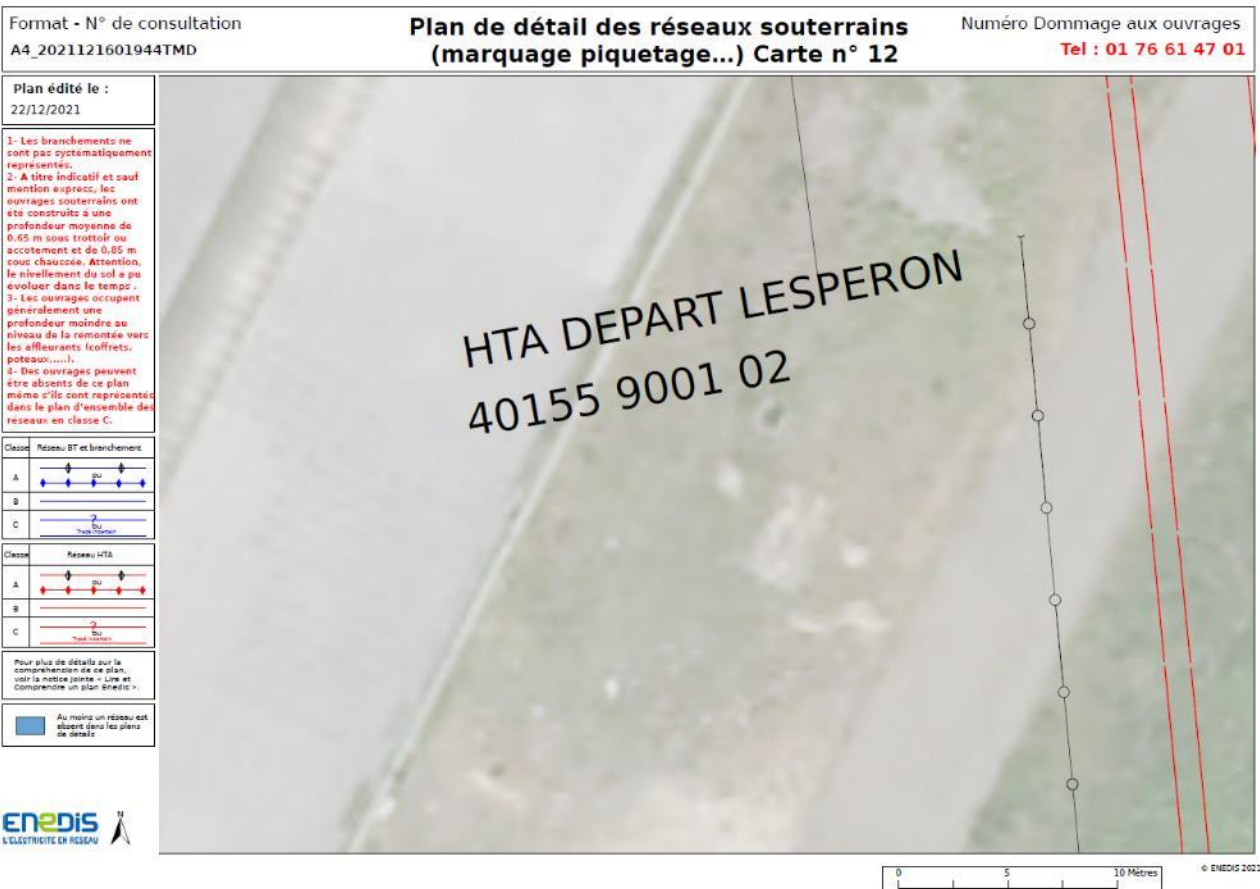 Format - N° de consultation
A4_2021121601944TMD
Plan de détail des réseaux souterrains
(marquage piquetage...) Carte n° 12
Numéro Dommage aux ouvrages
Tel : 01 76 61 47 01
Plan édité le :
22/12/2021
1- Les branchements ne
sont pas systématiquement
représentés.
2- A titre indicatif et sauf
mention express, les
ouvrages souterrains ont
été construits à une
profondeur moyenne de
0,65 m sous trottoir ou
accotement et de 0,85 m
sous chaussée. Attention,
le nivellement du sol a pu
évoluer dans le temps .
3- Les ouvrages occupent
généralement une
profondeur moindre au
niveau de la remontée vers
les affleurants (coffrets,
poteaux,....).
4- Des ouvrages peuvent
être absents de ce plan
même s'ils sont représentés
dans le plan d'ensemble des
réseaux en classe C.
Classe Réseau BT et branchement
A ou
B
C ? ou
Tracé incertain
Classe Réseau HTA
A ou
B
C ? ou
Tracé incertain
Pour plus de détails sur la
compréhension de ce plan,
voir la notice jointe « Lire et
Comprendre un plan Enedis ».
Au moins un réseau est
absent dans les plans
de détails
ENEDIS
L'ELECTRICITE EN RESEAU
N
HTA DEPART LESPERON
40155 9001 02
0 5 10 Mètres
© ENEDIS 2021